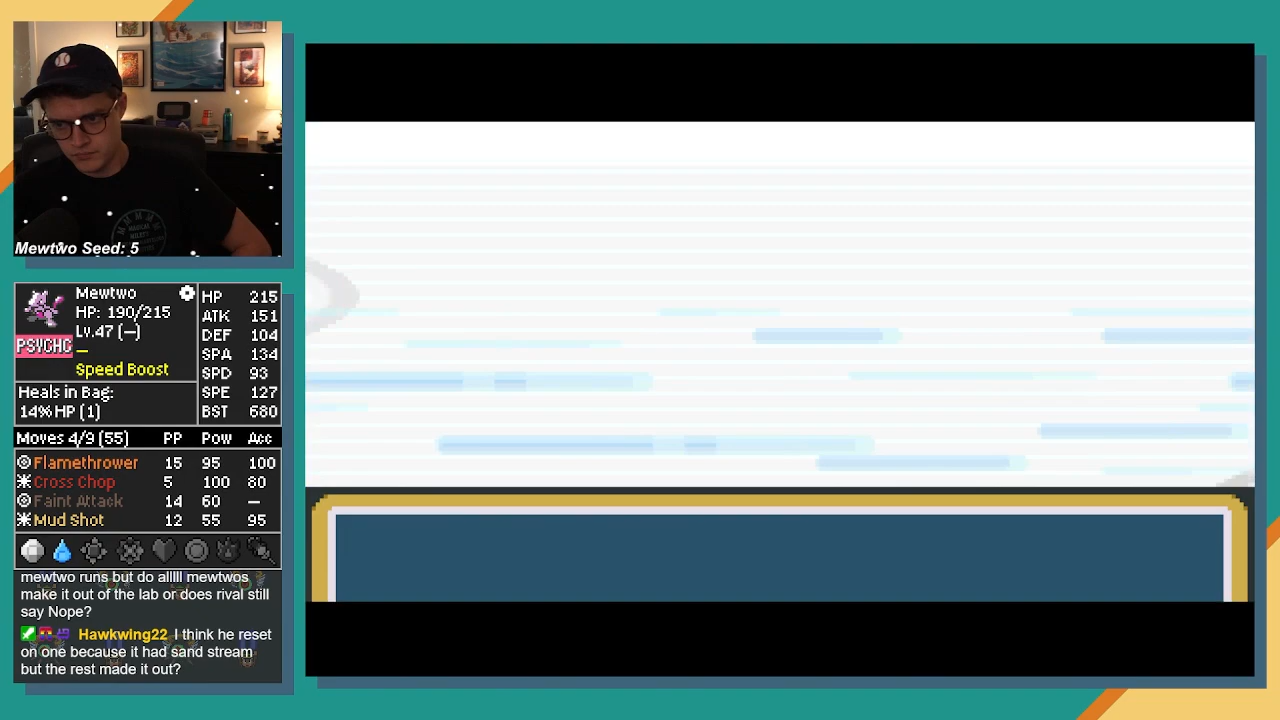 Mewtwo Seed: 5
Mewtwo
HP: 190/215
Lv.47 (—)
PSYCHC
—
Speed Boost
HP 215
ATK 151
DEF 104
SPA 134
SPD 93
SPE 127
BST 680
Heals in Bag:
14% HP (1)
Moves 4/9 (55) PP Pow Acc
Flamethrower 15 95 100
Cross Chop 5 100 80
Faint Attack 14 60 —
Mud Shot 12 55 95
mewtwo runs but do alllll mewtwos
make it out of the lab or does rival still
say Nope?
Hawkwing22 I think he reset
on one because it had sand stream
but the rest made it out?